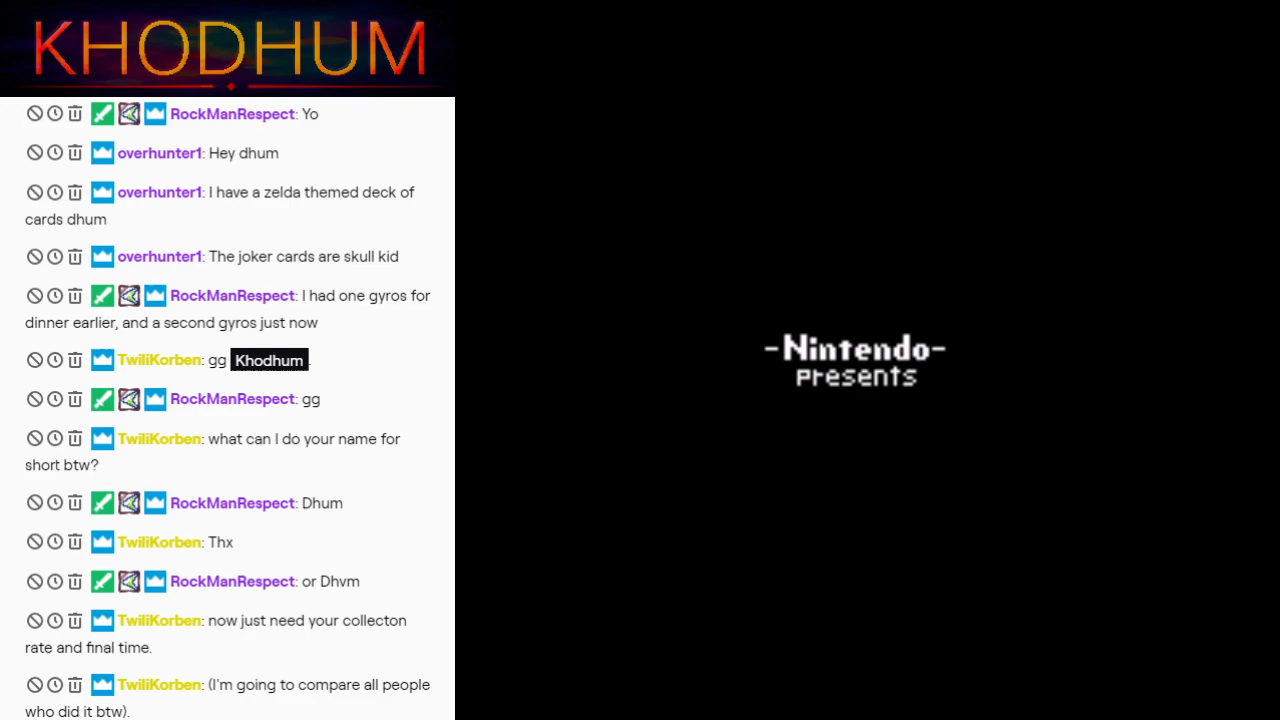 KHODHUM
RockManRespect: Yo
overhunter1: Hey dhum
overhunter1: I have a zelda themed deck of
cards dhum
overhunter1: The joker cards are skull kid
RockManRespect: I had one gyros for
dinner earlier, and a second gyros just now
TwiliKorben: gg Khodhum.
RockManRespect: gg
TwiliKorben: what can I do your name for
short btw?
RockManRespect: Dhum
TwiliKorben: Thx
RockManRespect: or Dhvm
TwiliKorben: now just need your collecton
rate and final time.
TwiliKorben: (I'm going to compare all people
who did it btw).
-Nintendo-
presents